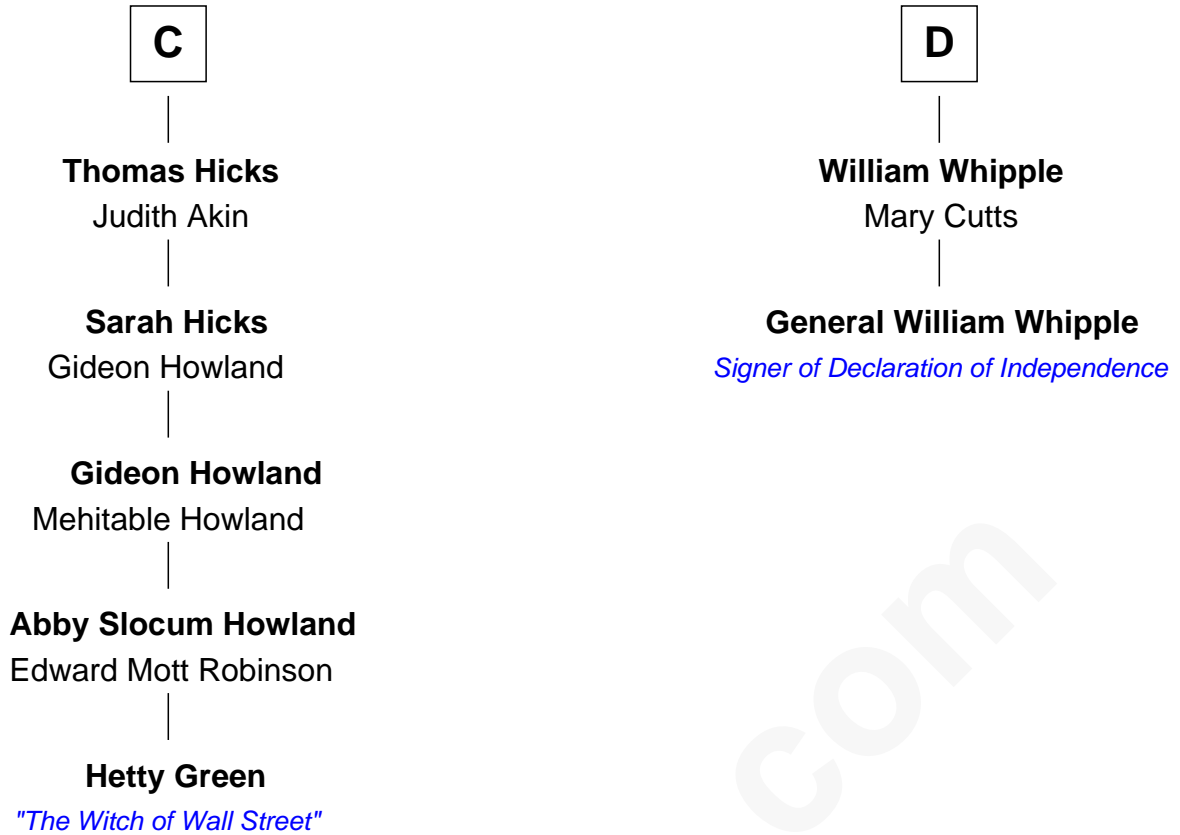 C
Thomas Hicks
Judith Akin
Sarah Hicks
Gideon Howland
Gideon Howland
Mehitable Howland
Abby Slocum Howland
Edward Mott Robinson
Hetty Green
"The Witch of Wall Street"
D
William Whipple
Mary Cutts
General William Whipple
Signer of Declaration of Independence
com